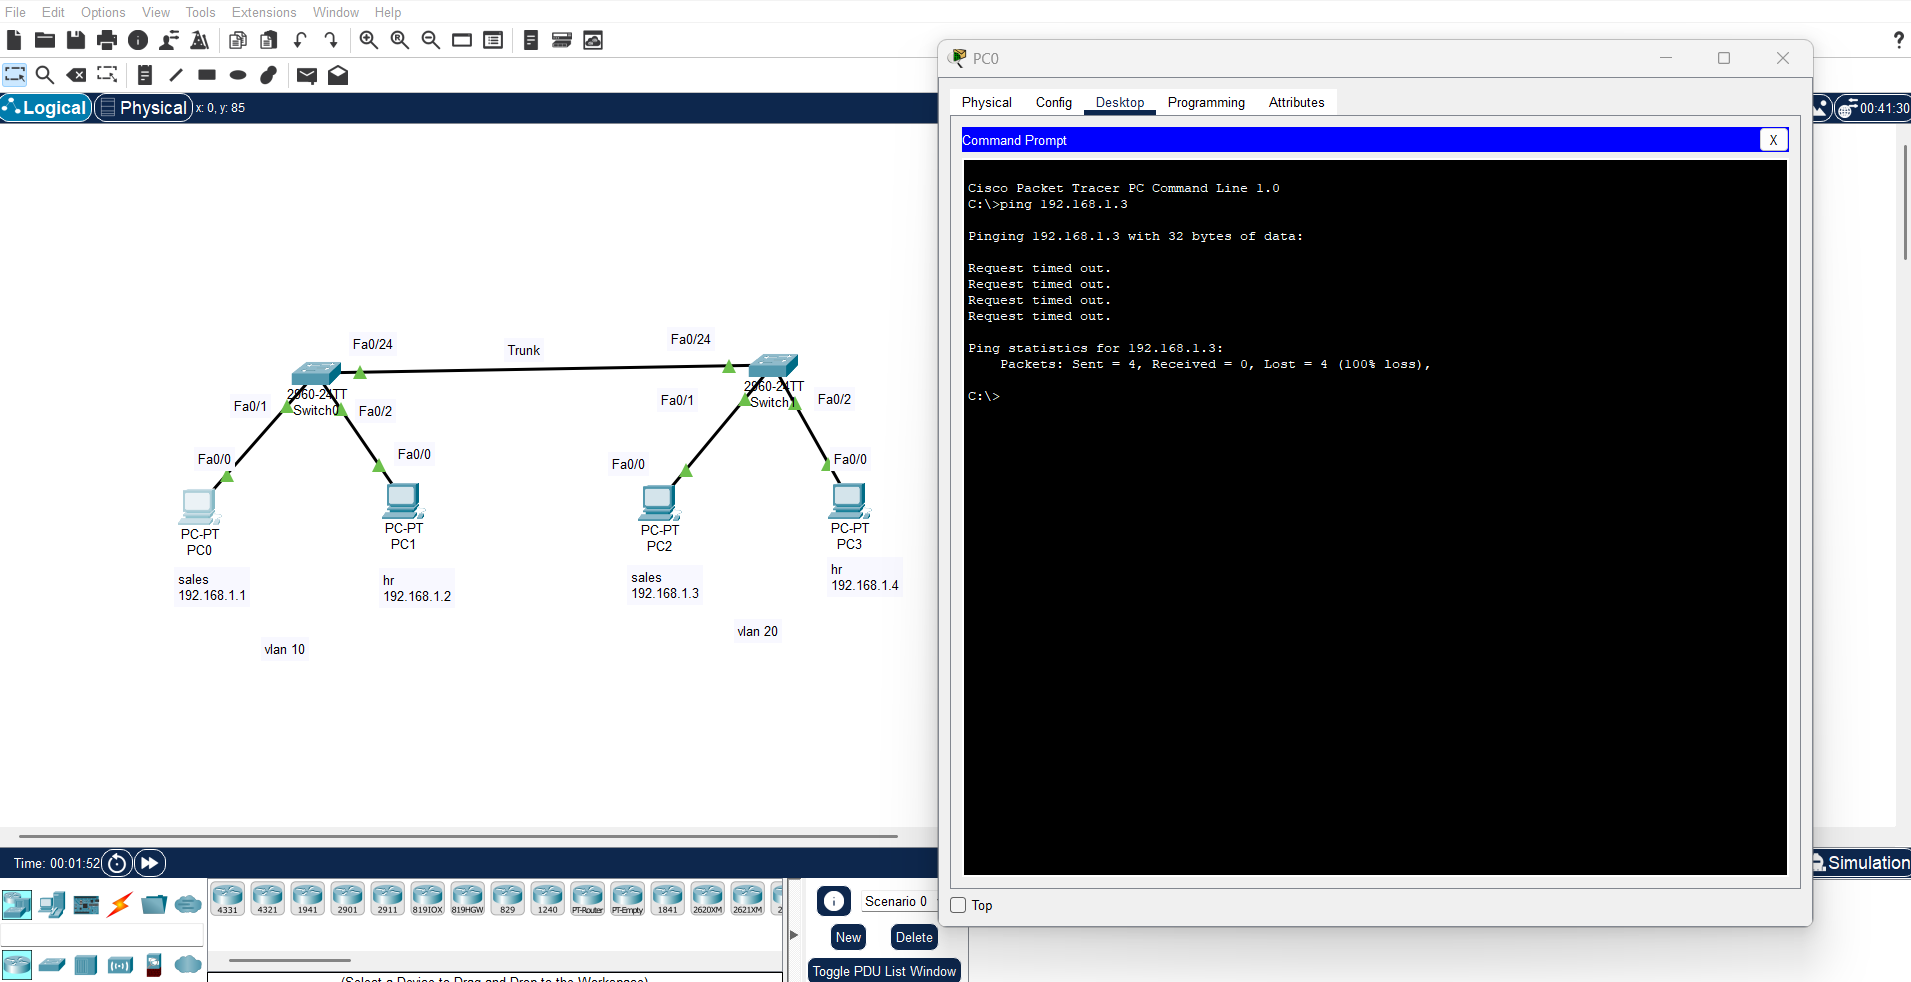 File Edit Options View Tools Extensions Window Help
?
Logical Physical x: 0, y: 85
00:41:30
Fa0/24
Trunk
Fa0/24
2960-24TT
Switch0
2960-24TT
Switch1
Fa0/1
Fa0/2
Fa0/1
Fa0/2
Fa0/0
Fa0/0
Fa0/0
Fa0/0
PC-PT
PC0
PC-PT
PC1
PC-PT
PC2
PC-PT
PC3
sales
192.168.1.1
hr
192.168.1.2
sales
192.168.1.3
hr
192.168.1.4
vlan 10
vlan 20
PC0
Physical Config Desktop Programming Attributes
Command Prompt
X
Cisco Packet Tracer PC Command Line 1.0
C:\>ping 192.168.1.3
Pinging 192.168.1.3 with 32 bytes of data:
Request timed out.
Request timed out.
Request timed out.
Request timed out.
Ping statistics for 192.168.1.3:
Packets: Sent = 4, Received = 0, Lost = 4 (100% loss),
C:\>
Top
Time: 00:01:52
Simulation
4331 4321 1941 2901 2911 819IOX 819HGW 829 1240 PT-Router PT-Empty 1841 2620XM 2621XM 2
Scenario 0
New Delete
Toggle PDU List Window
(Select a Device to Drag and Drop to the Workspace)